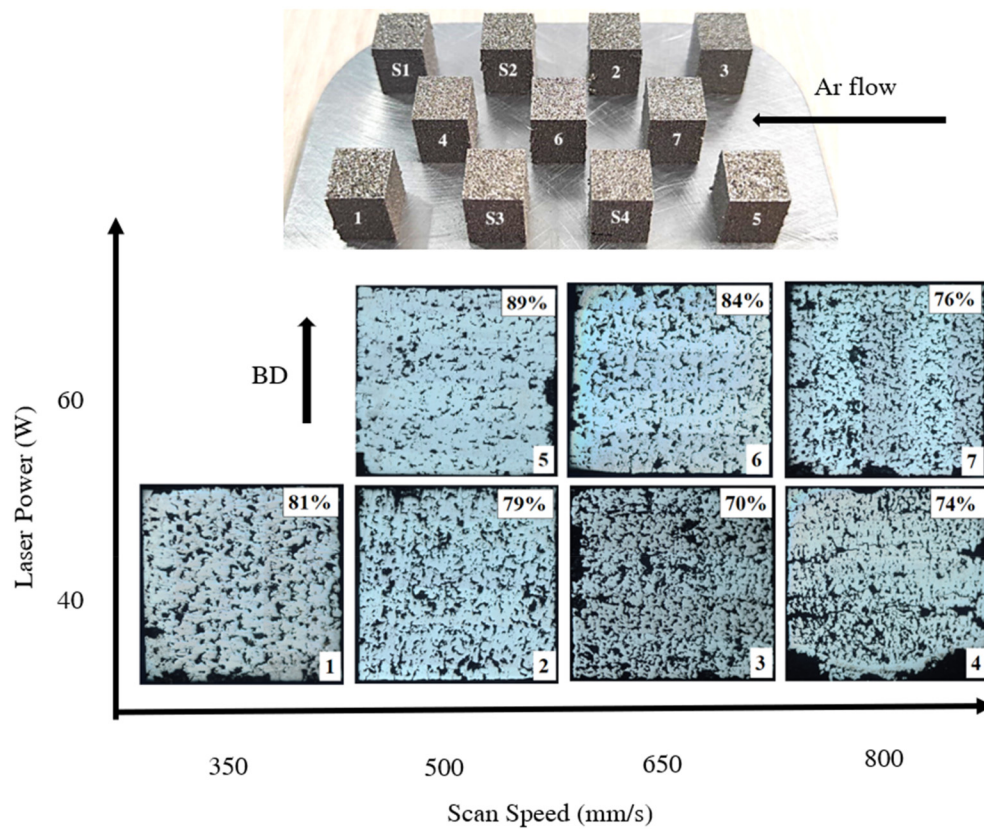 S1 S2 2 3
Ar flow
4 6 7
1 S3 S4 5
BD
89% 84% 76%
60
5 6 7
Laser Power (W)
81% 79% 70% 74%
40
1 2 3 4
350 500 650 800
Scan Speed (mm/s)